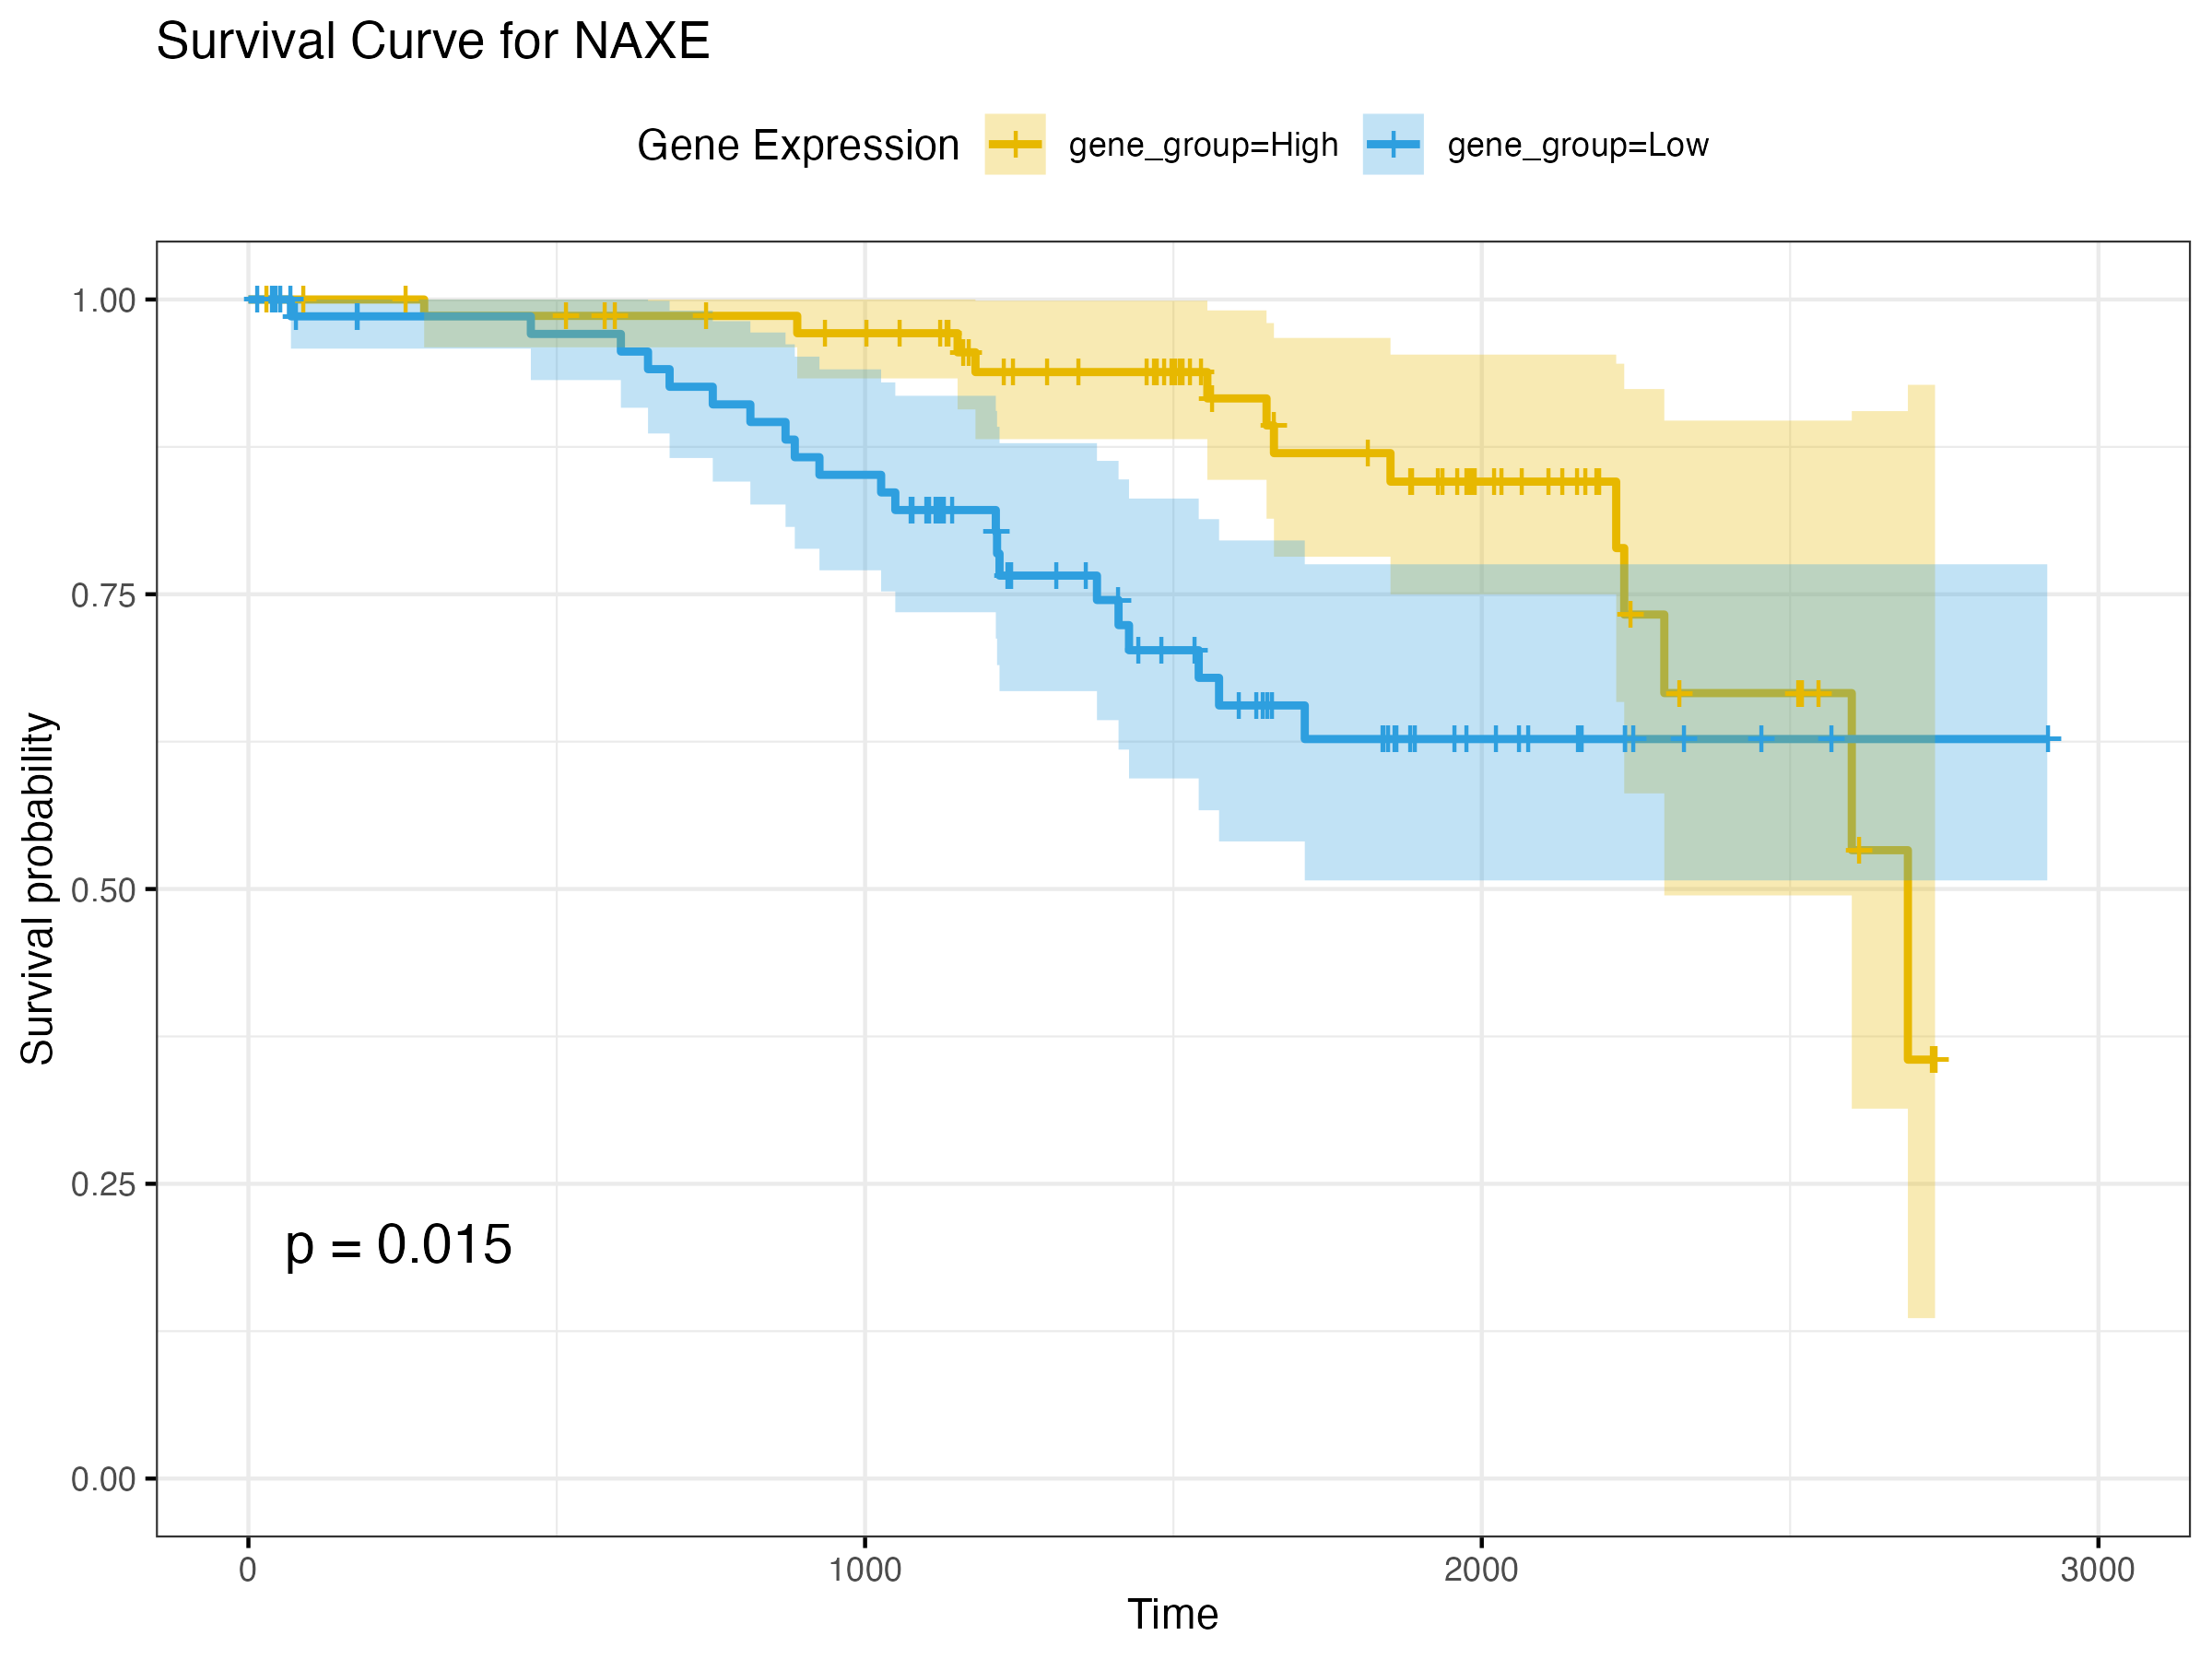 Survival Curve for NAXE
Gene Expression gene_group=High gene_group=Low
Survival probability
1.00
0.75
0.50
0.25
0.00
p = 0.015
0 1000 2000 3000
Time